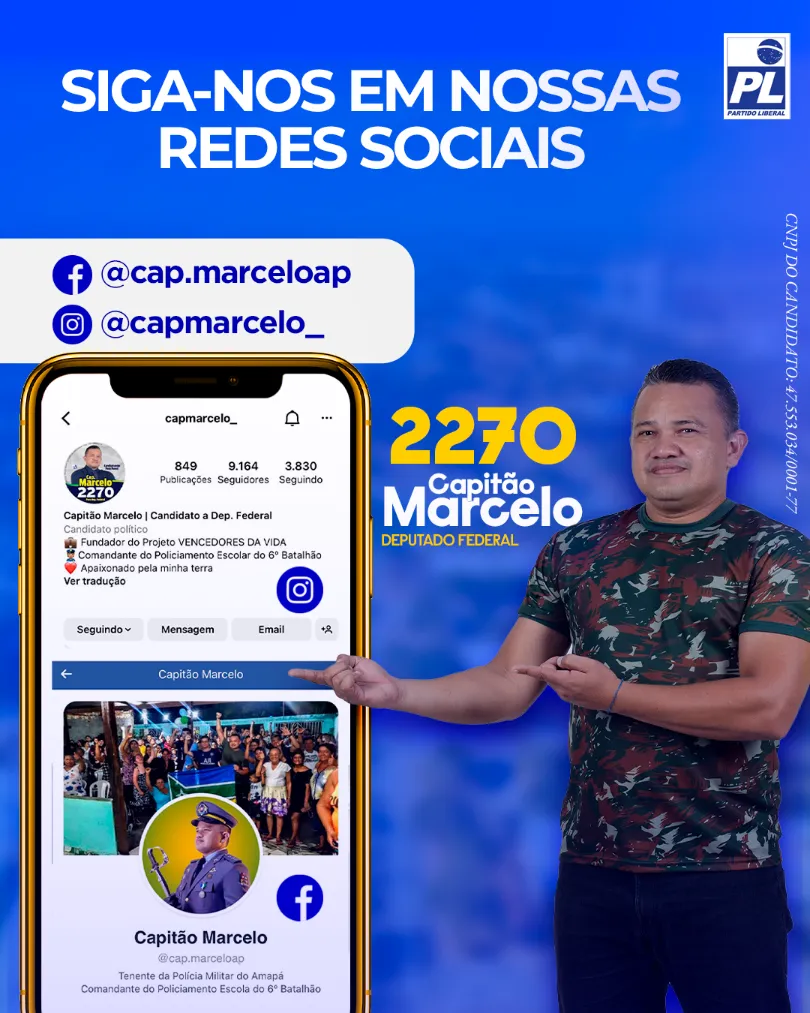 SIGA-NOS EM NOSSAS
REDES SOCIAIS
PL
PARTIDO LIBERAL
CNPJ DO CANDIDATO: 47.553.034/0001-77
@cap.marceloap
@capmarcelo_
capmarcelo_
849
9.164
3.830
Publicações
Seguidores
Seguindo
Cap.
Marcelo
2270
Capitão Marcelo | Candidato a Dep. Federal
Candidato político
Fundador do Projeto VENCEDORES DA VIDA
Comandante do Policiamento Escolar do 6º Batalhão
Apaixonado pela minha terra
Ver tradução
Seguindo
Mensagem
Email
2270
Capitão
Marcelo
DEPUTADO FEDERAL
Capitão Marcelo
Capitão Marcelo
@cap.marceloap
Tenente da Polícia Militar do Amapá
Comandante do Policiamento Escola do 6º Batalhão